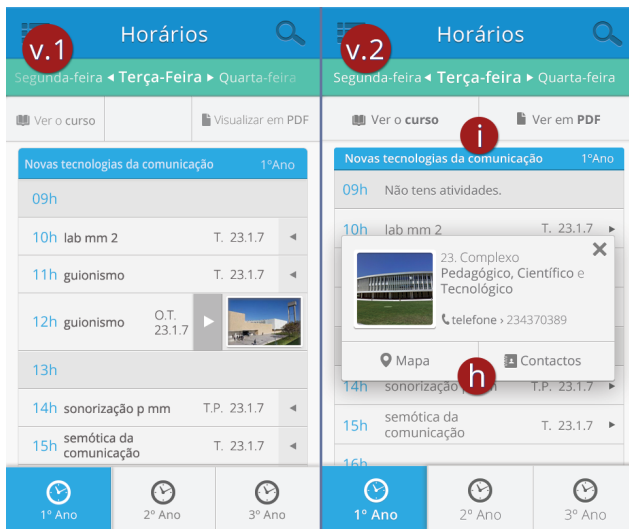 v.1
Horários
Segunda-feira ◂ Terça-Feira ▸ Quarta-feira
Ver o curso
Visualizar em PDF
Novas tecnologias da comunicação 1ºAno
09h
10h lab mm 2 T. 23.1.7
11h guionismo T. 23.1.7
12h guionismo O.T.
23.1.7
13h
14h sonorização p mm T.P. 23.1.7
15h semótica da
comunicação T. 23.1.7
1º Ano 2º Ano 3º Ano
v.2
Horários
Segunda-feira ◂ Terça-feira ▸ Quarta-feira
Ver o curso
i
Ver em PDF
Novas tecnologias da comunicação 1ºAno
09h Não tens atividades.
10h lab mm 2 T. 23.1.7
23. Complexo
Pedagógico, Científico e
Tecnológico
telefone › 234370389
Mapa
h
Contactos
14h sonorização mm T.P. 23.1.7
15h semótica da
comunicação T. 23.1.7
16h
1º Ano 2º Ano 3º Ano